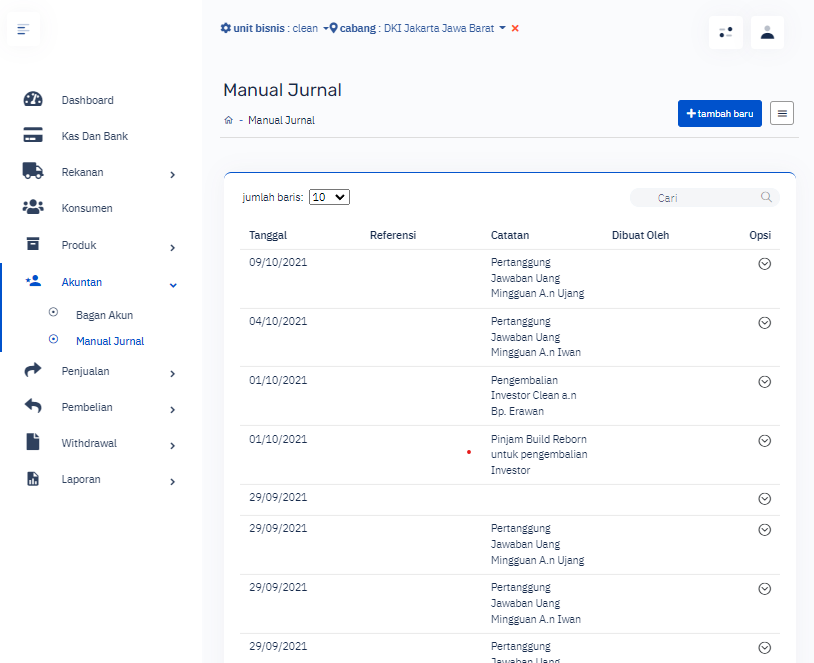 unit bisnis : clean cabang : DKI Jakarta Jawa Barat
Manual Jurnal
- Manual Jurnal
tambah baru
Dashboard
Kas Dan Bank
Rekanan
Konsumen
Produk
Akuntan
Bagan Akun
Manual Jurnal
Penjualan
Pembelian
Withdrawal
Laporan
jumlah baris: 10
Cari
Tanggal Referensi Catatan Dibuat Oleh Opsi
09/10/2021 Pertanggung
Jawaban Uang
Mingguan A.n Ujang
04/10/2021 Pertanggung
Jawaban Uang
Mingguan A.n Iwan
01/10/2021 Pengembalian
Investor Clean a.n
Bp. Erawan
01/10/2021 Pinjam Build Reborn
untuk pengembalian
Investor
29/09/2021
29/09/2021 Pertanggung
Jawaban Uang
Mingguan A.n Ujang
29/09/2021 Pertanggung
Jawaban Uang
Mingguan A.n Iwan
29/09/2021 Pertanggung
Jawaban Uang